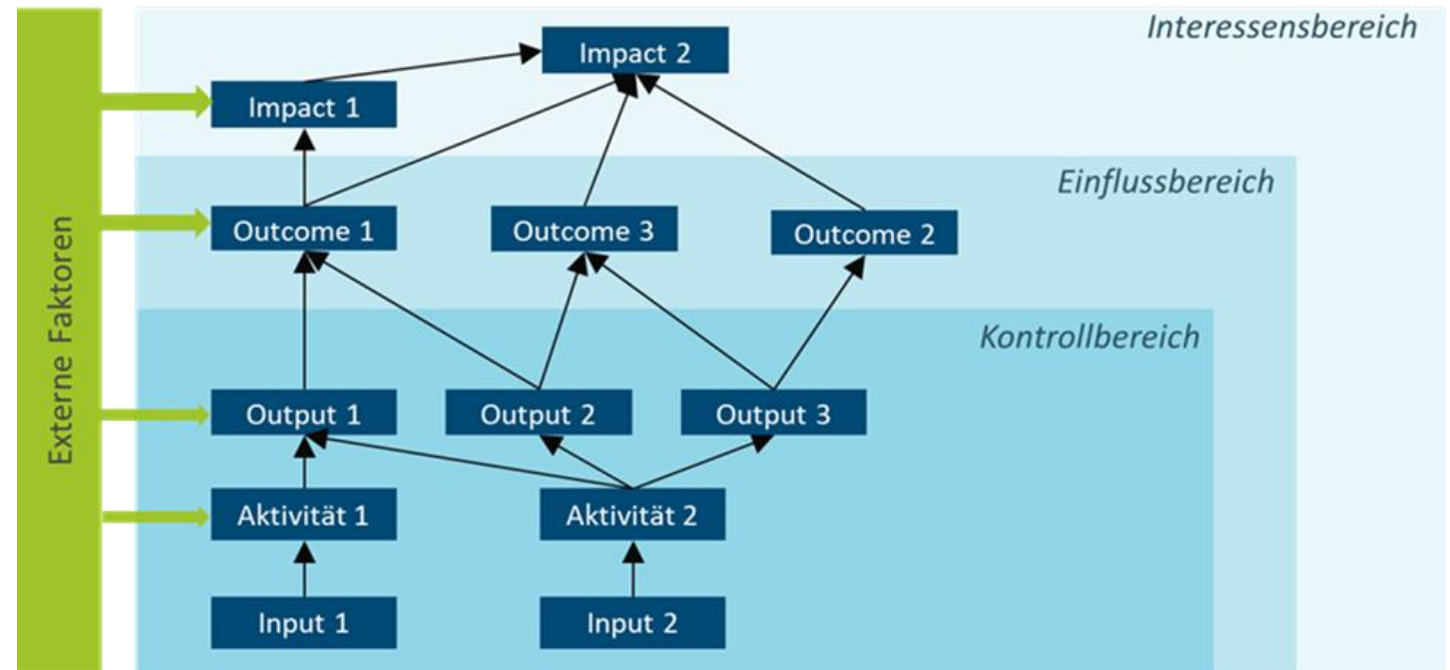 Interessensbereich
Impact 2
Impact 1
Einflussbereich
Outcome 1
Outcome 3
Outcome 2
Kontrollbereich
Externe Faktoren
Output 1
Output 2
Output 3
Aktivität 1
Aktivität 2
Input 1
Input 2